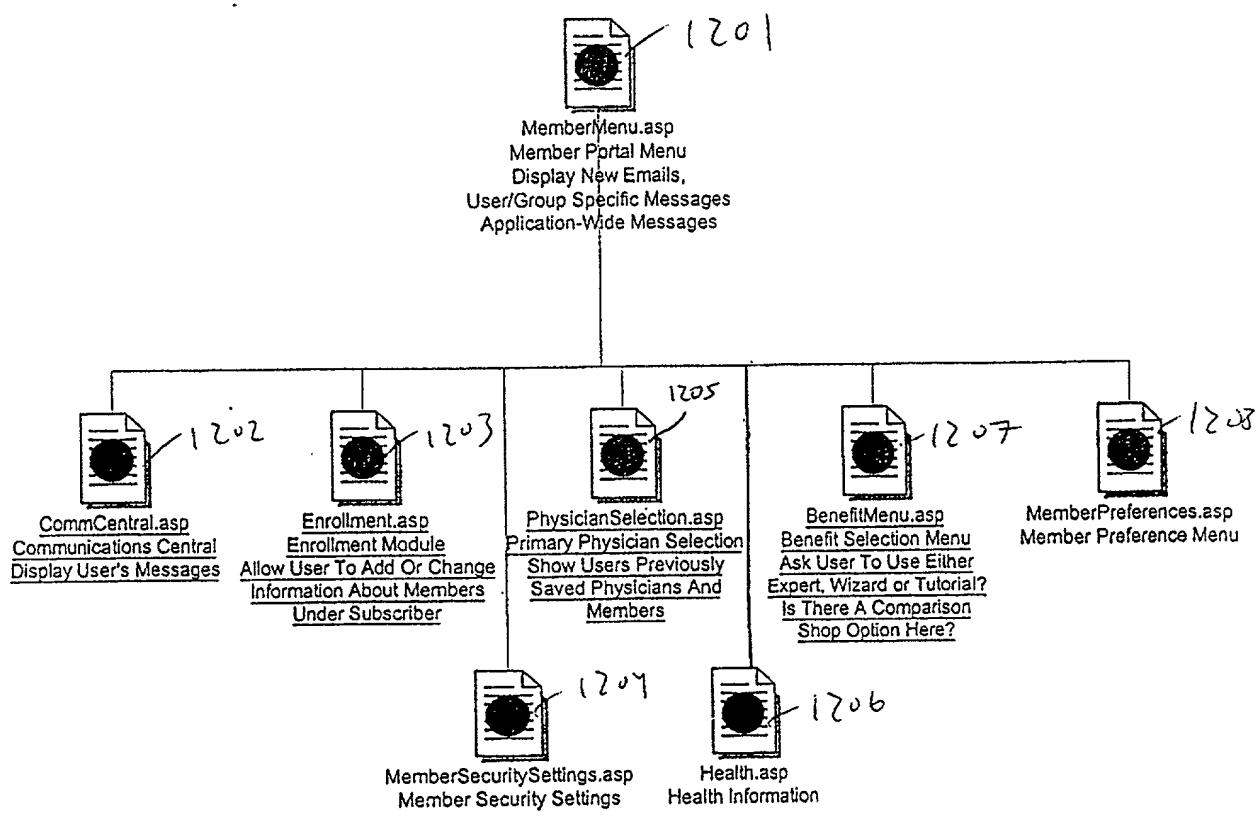 1201
MemberMenu.asp
Member Portal Menu
Display New Emails,
User/Group Specific Messages
Application-Wide Messages
1202
CommCentral.asp
Communications Central
Display User's Messages
1203
Enrollment.asp
Enrollment Module
Allow User To Add Or Change
Information About Members
Under Subscriber
1205
PhysicianSelection.asp
Primary Physician Selection
Show Users Previously
Saved Physicians And
Members
1207
BenefitMenu.asp
Benefit Selection Menu
Ask User To Use Either
Expert, Wizard or Tutorial?
Is There A Comparison
Shop Option Here?
1208
MemberPreferences.asp
Member Preference Menu
1204
MemberSecuritySettings.asp
Member Security Settings
1206
Health.asp
Health Information